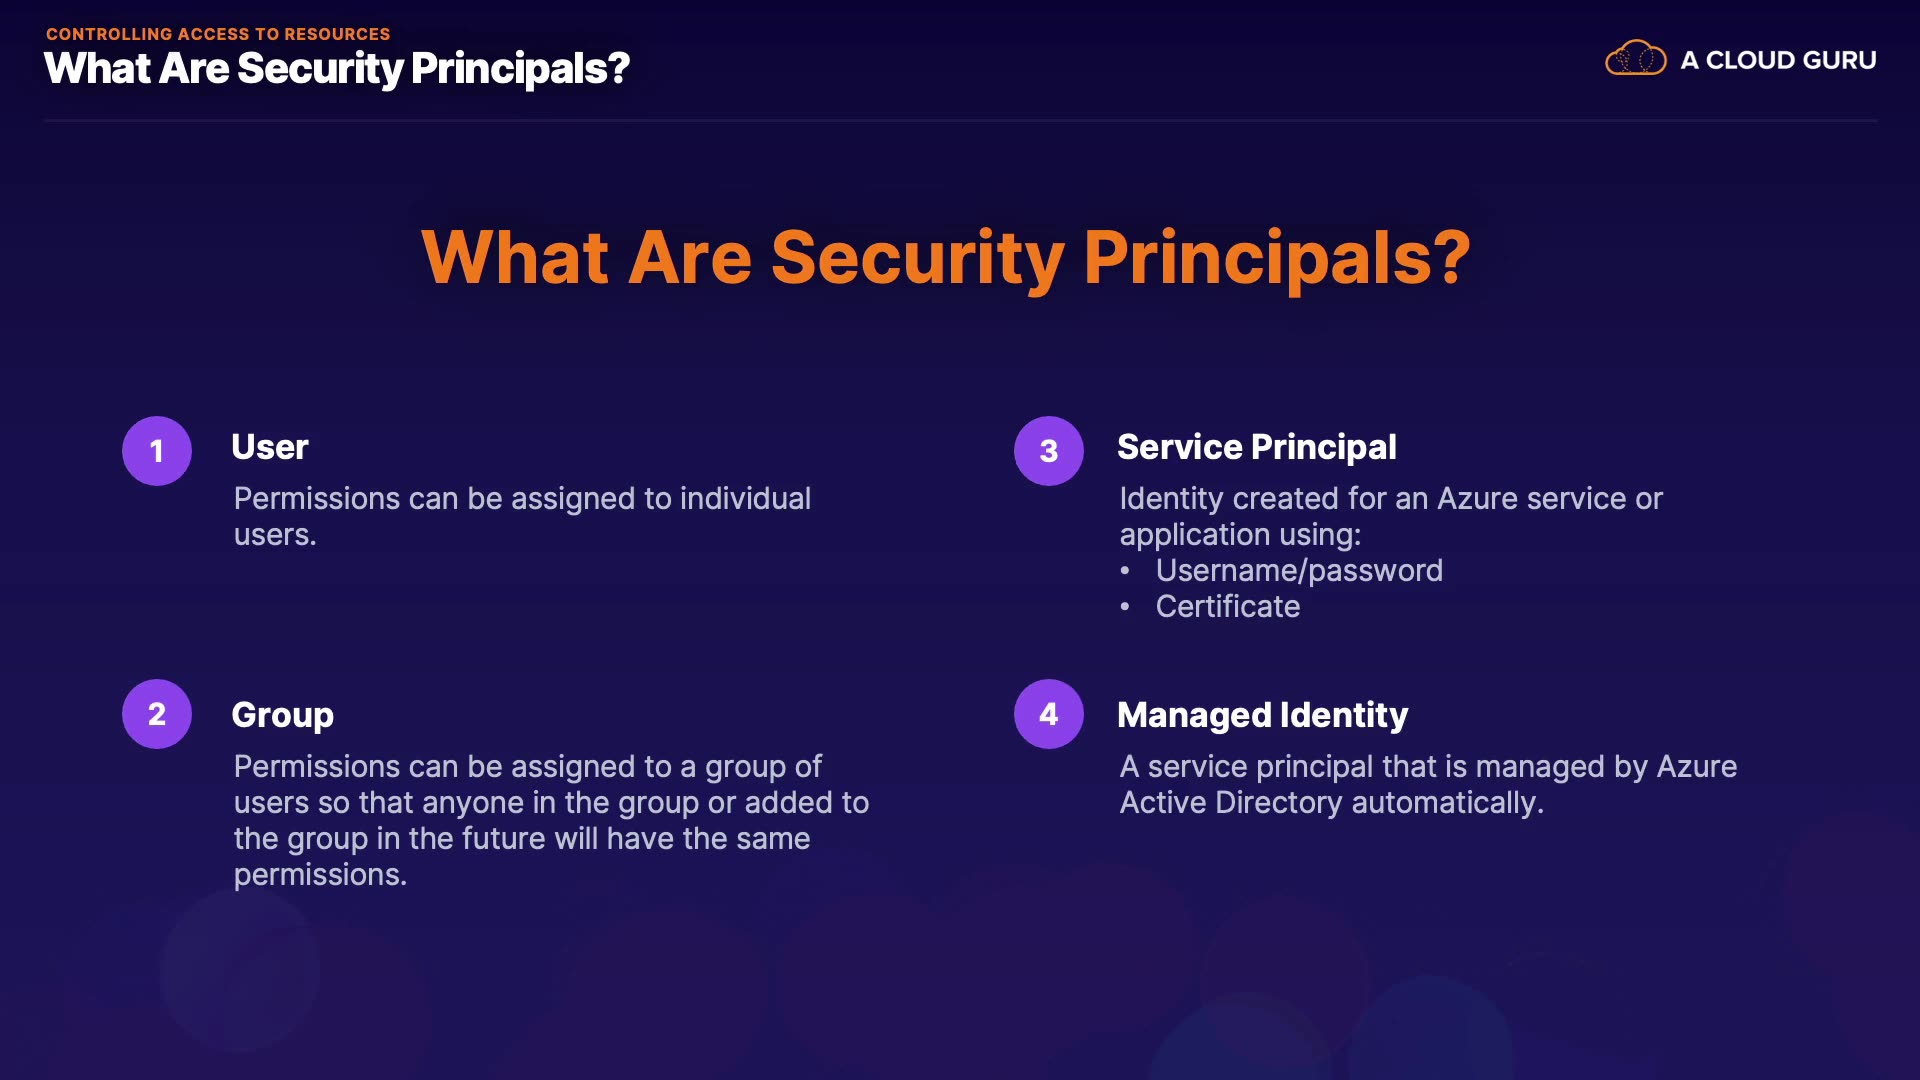 CONTROLLING ACCESS TO RESOURCES
What Are Security Principals?
A CLOUD GURU
What Are Security Principals?
1
User
Permissions can be assigned to individual
users.
2
Group
Permissions can be assigned to a group of
users so that anyone in the group or added to
the group in the future will have the same
permissions.
3
Service Principal
Identity created for an Azure service or
application using:
• Username/password
• Certificate
4
Managed Identity
A service principal that is managed by Azure
Active Directory automatically.